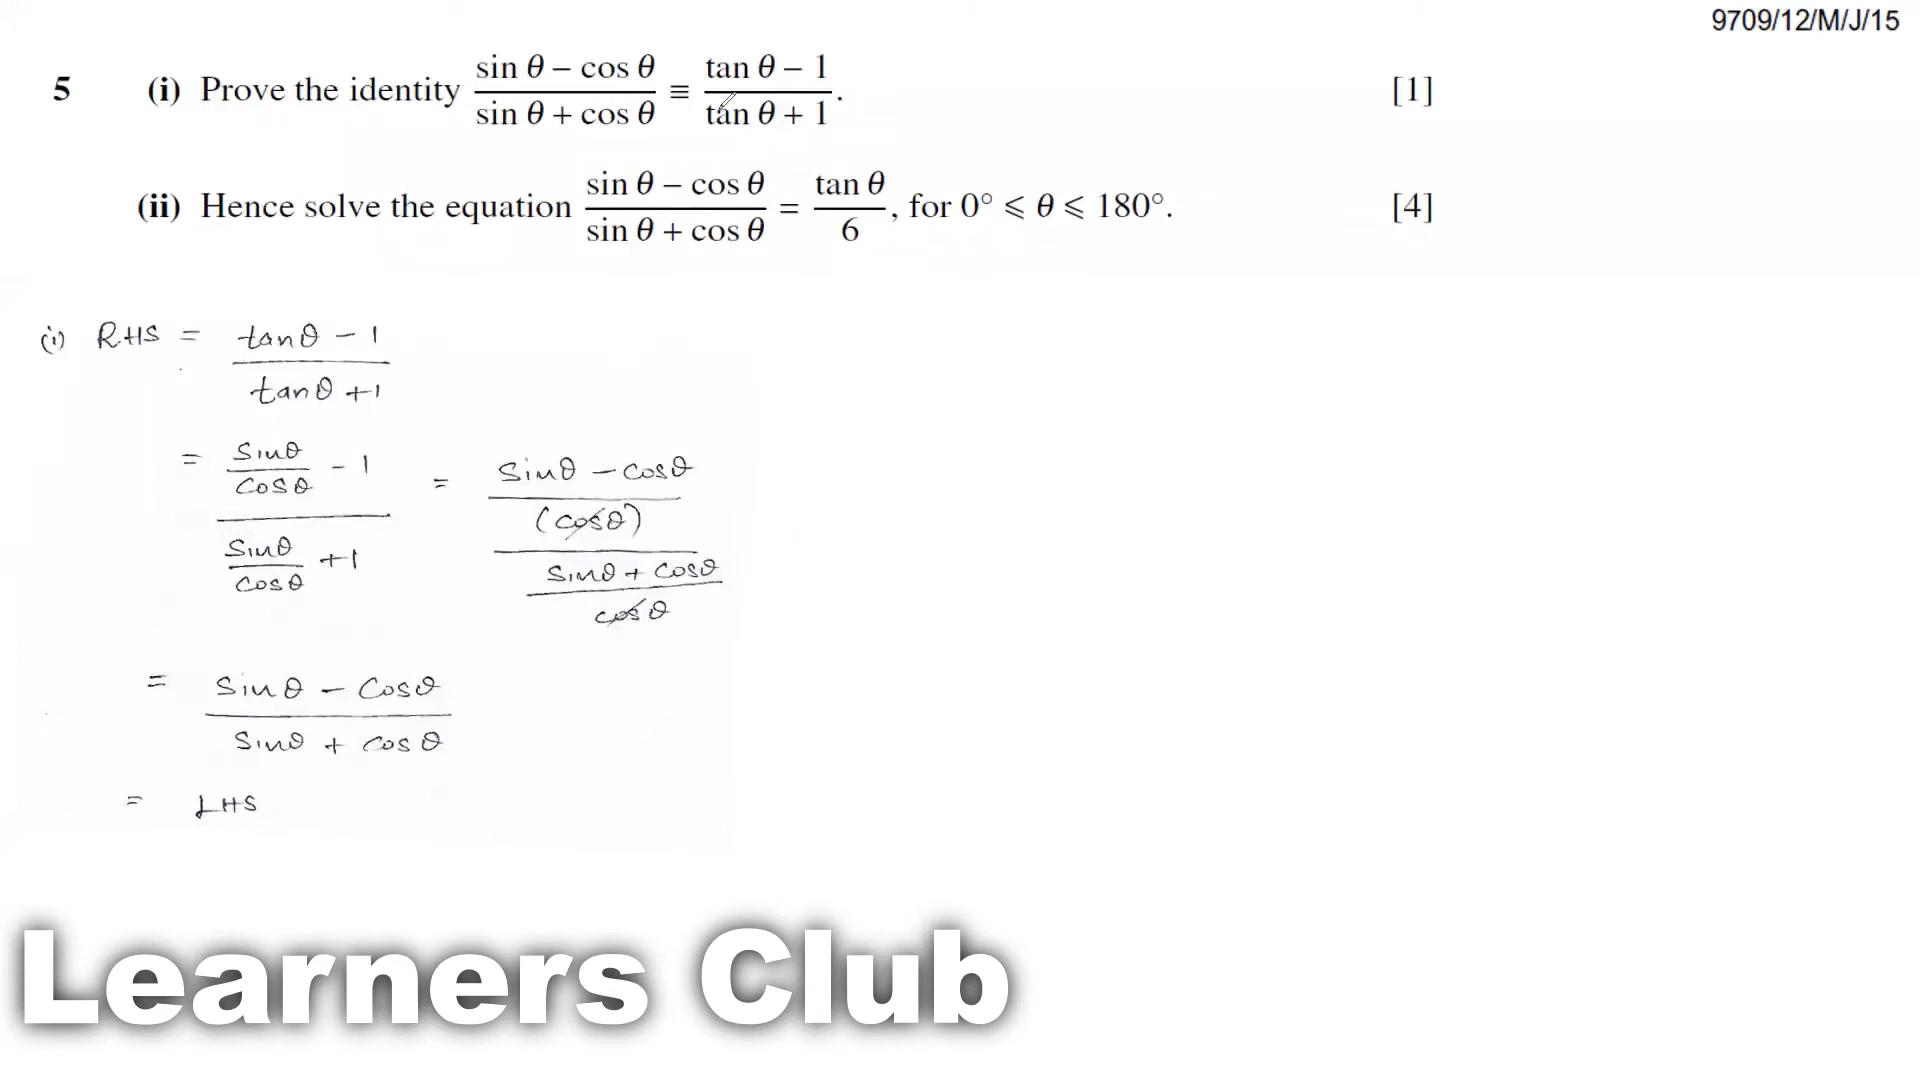 9709/12/M/J/15
5 (i) Prove the identity (sin θ − cos θ)/(sin θ + cos θ) ≡ (tan θ − 1)/(tan θ + 1). [1]
(ii) Hence solve the equation (sin θ − cos θ)/(sin θ + cos θ) = tan θ/6, for 0° ⩽ θ ⩽ 180°. [4]
(i) RHS = (tanθ − 1)/(tanθ +1)
= (sinθ/cosθ − 1)/(sinθ/cosθ +1) = ((sinθ − cosθ)/(cosθ))/((sinθ + cosθ)/cosθ)
= (sinθ − cosθ)/(sinθ + cosθ)
= LHS
Learners Club